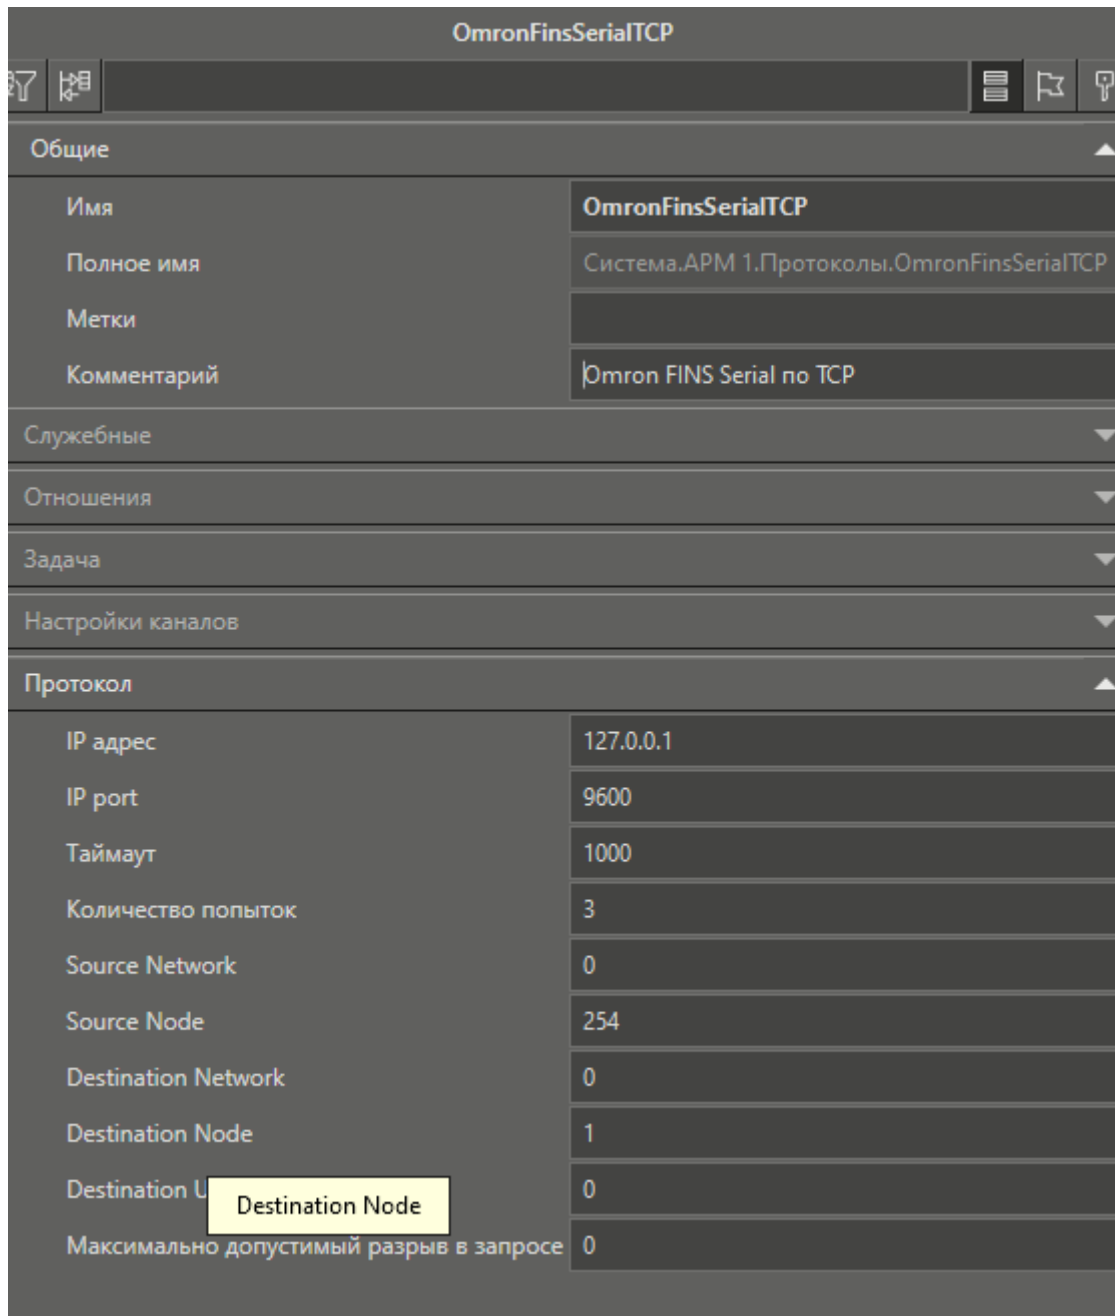 OmronFinsSerialTCP
Общие
Имя OmronFinsSerialTCP
Полное имя Система.АРМ 1.Протоколы.OmronFinsSerialTCP
Метки
Комментарий Omron FINS Serial по TCP
Служебные
Отношения
Задача
Настройки каналов
Протокол
IP адрес 127.0.0.1
IP port 9600
Таймаут 1000
Количество попыток 3
Source Network 0
Source Node 254
Destination Network 0
Destination Node 1
Destination U 0
Destination Node
Максимально допустимый разрыв в запросе 0